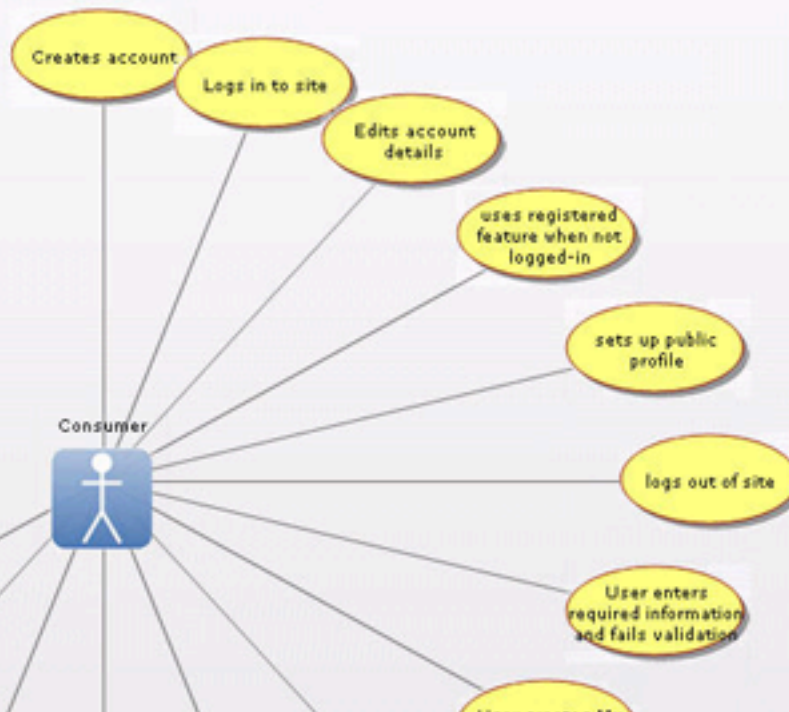 Creates account
Logs in to site
Edits account
details
uses registered
feature when not
logged-in
sets up public
profile
Consumer
logs out of site
User enters
required information
and fails validation